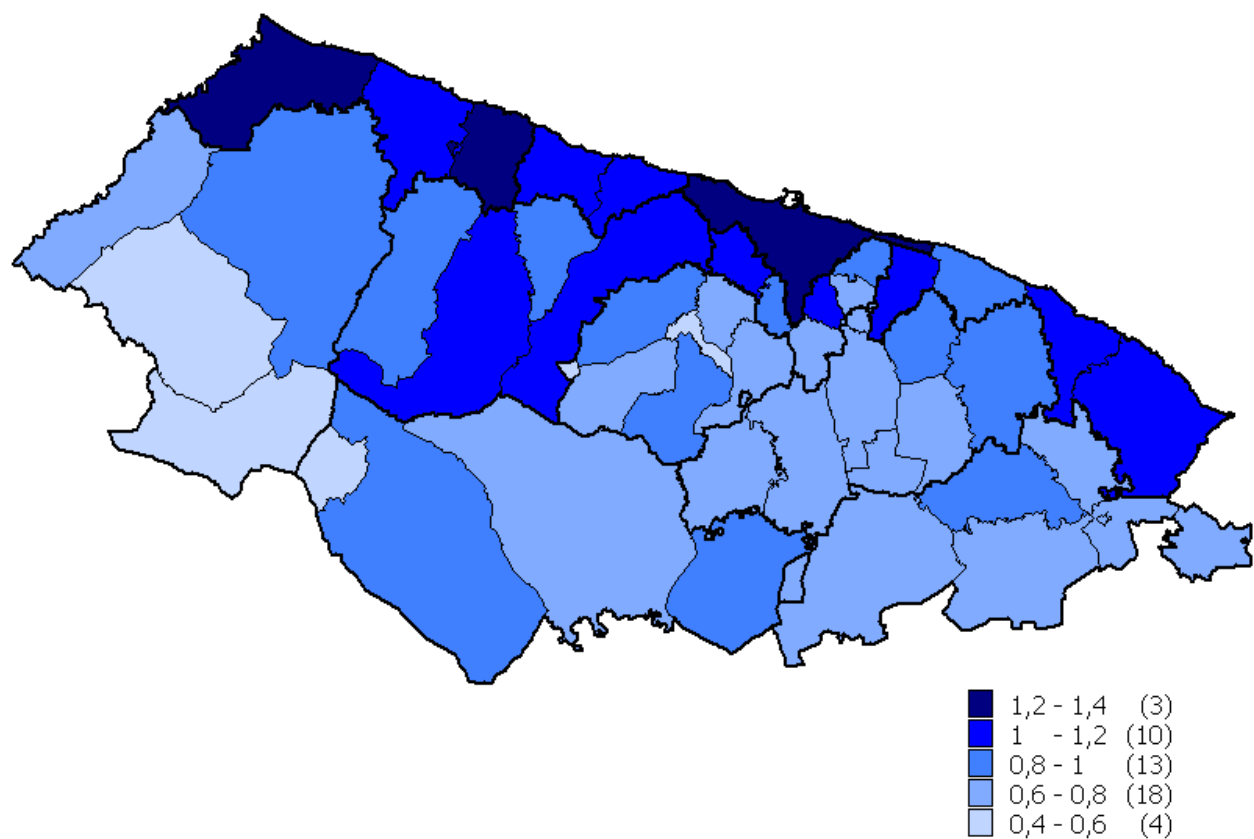 1,2 - 1,4 (3)
1 - 1,2 (10)
0,8 - 1 (13)
0,6 - 0,8 (18)
0,4 - 0,6 (4)